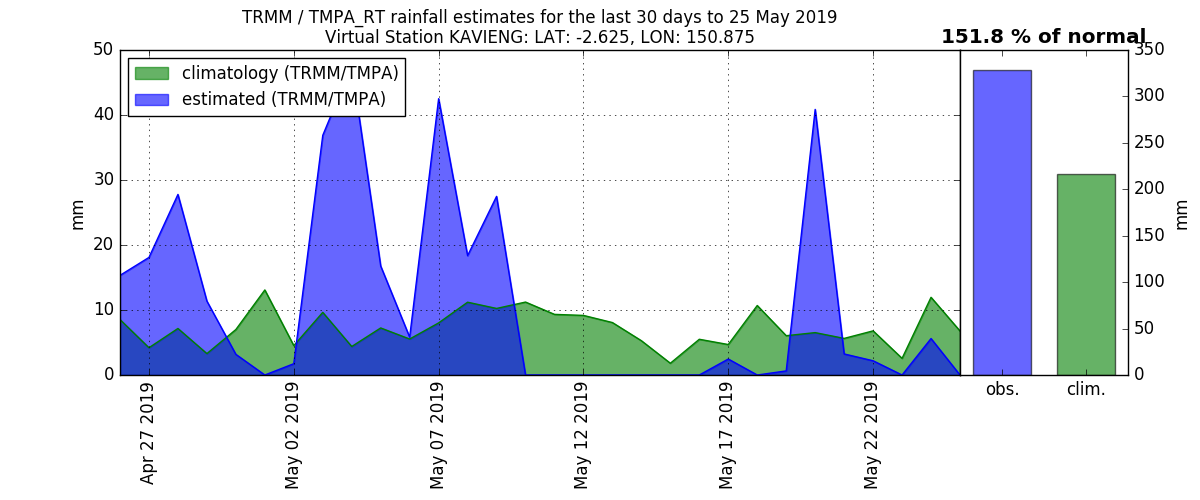 TRMM / TMPA_RT rainfall estimates for the last 30 days to 25 May 2019
Virtual Station KAVIENG: LAT: -2.625, LON: 150.875
151.8 % of normal
climatology (TRMM/TMPA)
estimated (TRMM/TMPA)
50
40
30
20
10
0
mm
Apr 27 2019
May 02 2019
May 07 2019
May 12 2019
May 17 2019
May 22 2019
350
300
250
200
150
100
50
0
mm
obs.
clim.